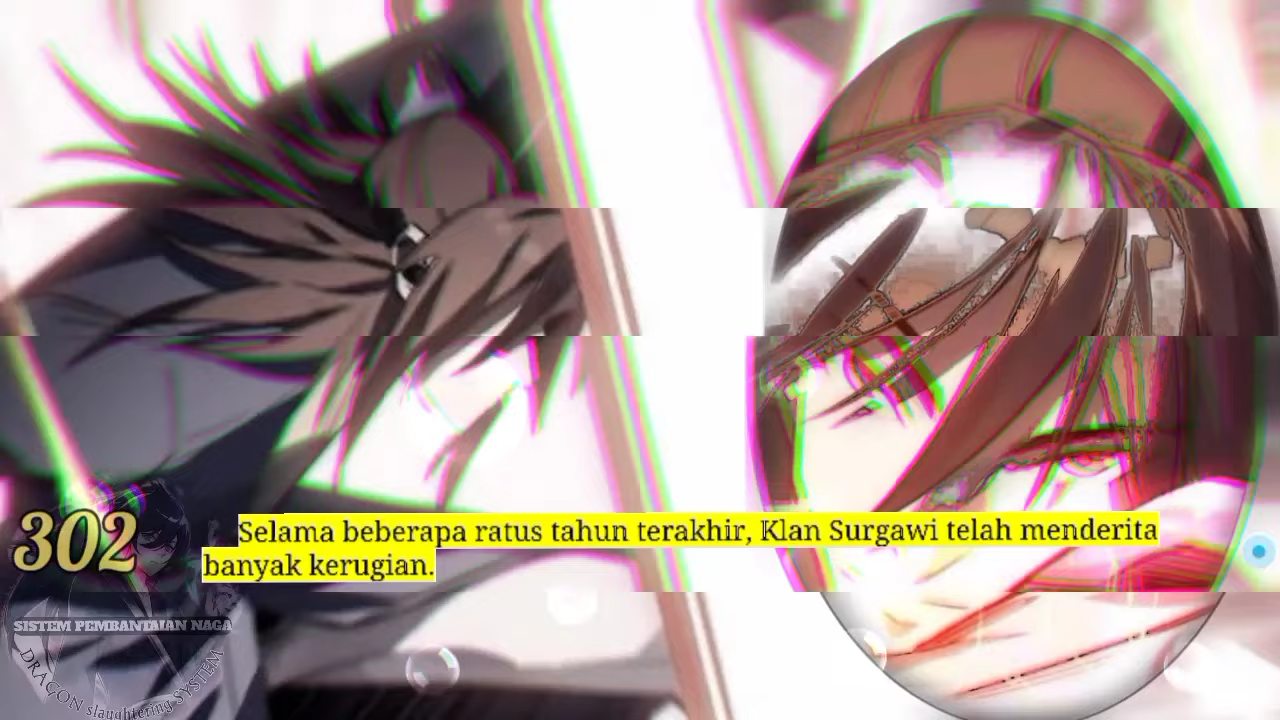 302
Selama beberapa ratus tahun terakhir, Klan Surgawi telah menderita
banyak kerugian.
SISTEM PEMBANTAIAN NAGA
DRAGON slaughtering SYSTEM